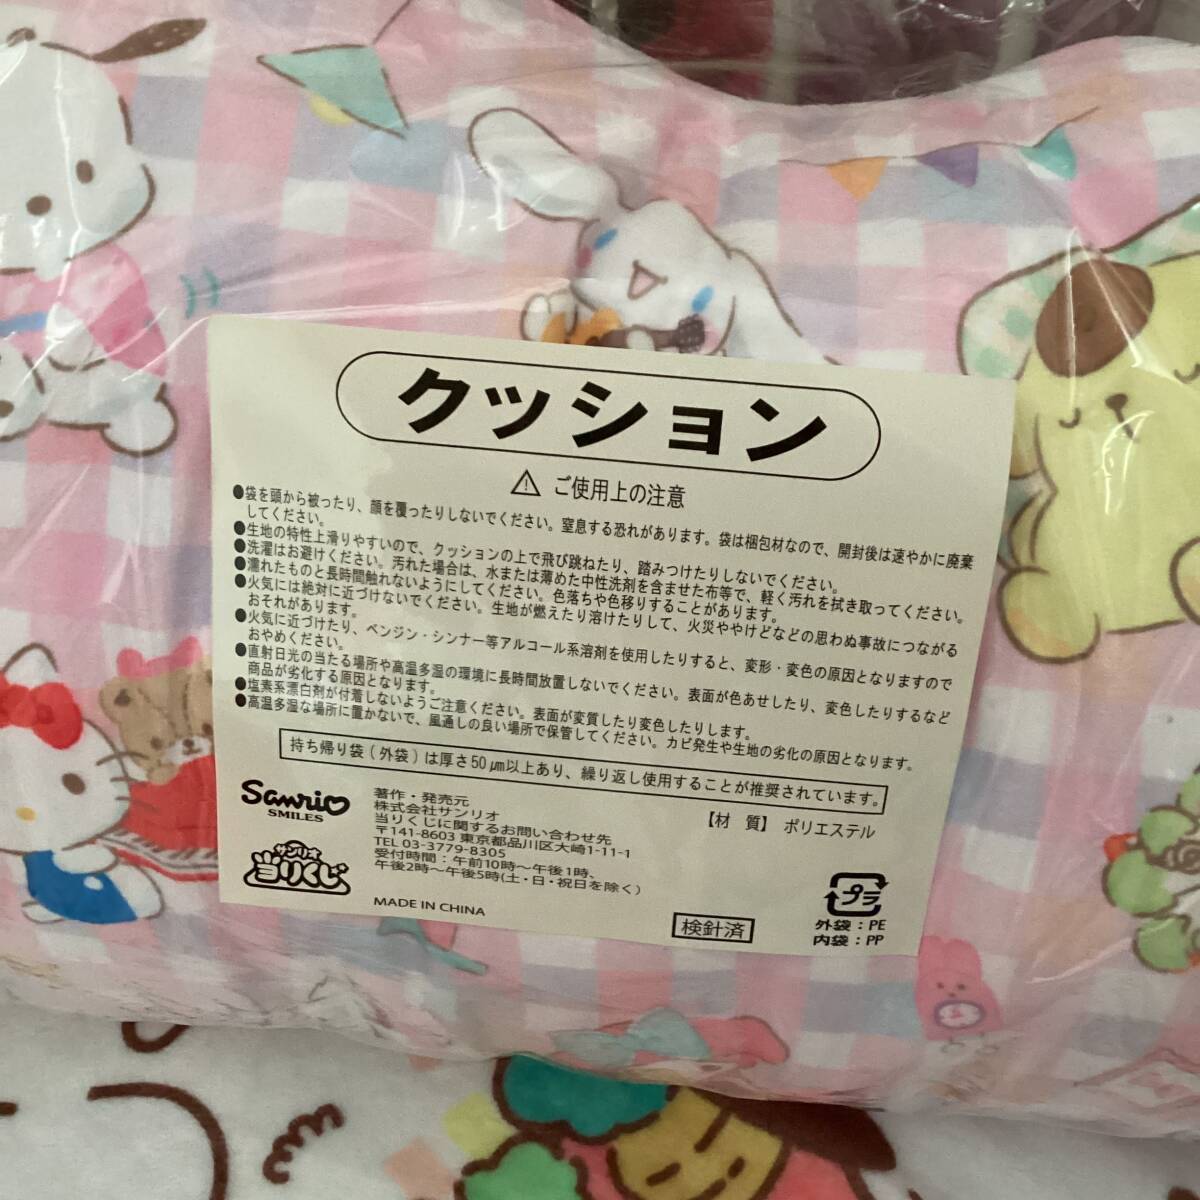 クッション
⚠ ご使用上の注意
●袋を頭から被ったり、顔を覆ったりしないでください。窒息する恐れがあります。袋は梱包材なので、開封後は速やかに廃棄
してください。
●生地の特性上滑りやすいので、クッションの上で飛び跳ねたり、踏みつけたりしないでください。
●洗濯はお避けください。汚れた場合は、水または薄めた中性洗剤を含ませた布等で、軽く汚れを拭き取ってください。
●濡れたものと長時間触れないようにしてください。色落ちや色移りすることがあります。
●火気には絶対に近づけないでください。生地が燃えたり溶けたりして、火災ややけどなどの思わぬ事故につながる
おそれがあります。
●火気に近づけたり、ベンジン・シンナー等アルコール系溶剤を使用したりすると、変形・変色の原因となりますので
おやめください。
●直射日光の当たる場所や高温多湿の環境に長時間放置しないでください。表面が色あせしたり、変色したりするなど
商品が劣化する原因となります。
●塩素系漂白剤が付着しないようご注意ください。表面が変質したり変色したりします。
●高温多湿な場所に置かないで、風通しの良い場所で保管してください。カビ発生や生地の劣化の原因となります。
持ち帰り袋(外袋)は厚さ50㎛以上あり、繰り返し使用することが推奨されています。
Sanrio
SMILES
サンリオ
当りくじ
著作・発売元
株式会社サンリオ
当りくじに関するお問い合わせ先
〒141-8603 東京都品川区大崎1-11-1
TEL 03-3779-8305
受付時間:午前10時〜午後1時、
午後2時〜午後5時(土・日・祝日を除く)
MADE IN CHINA
【材 質】 ポリエステル
検針済
プラ
外袋:PE
内袋:PP